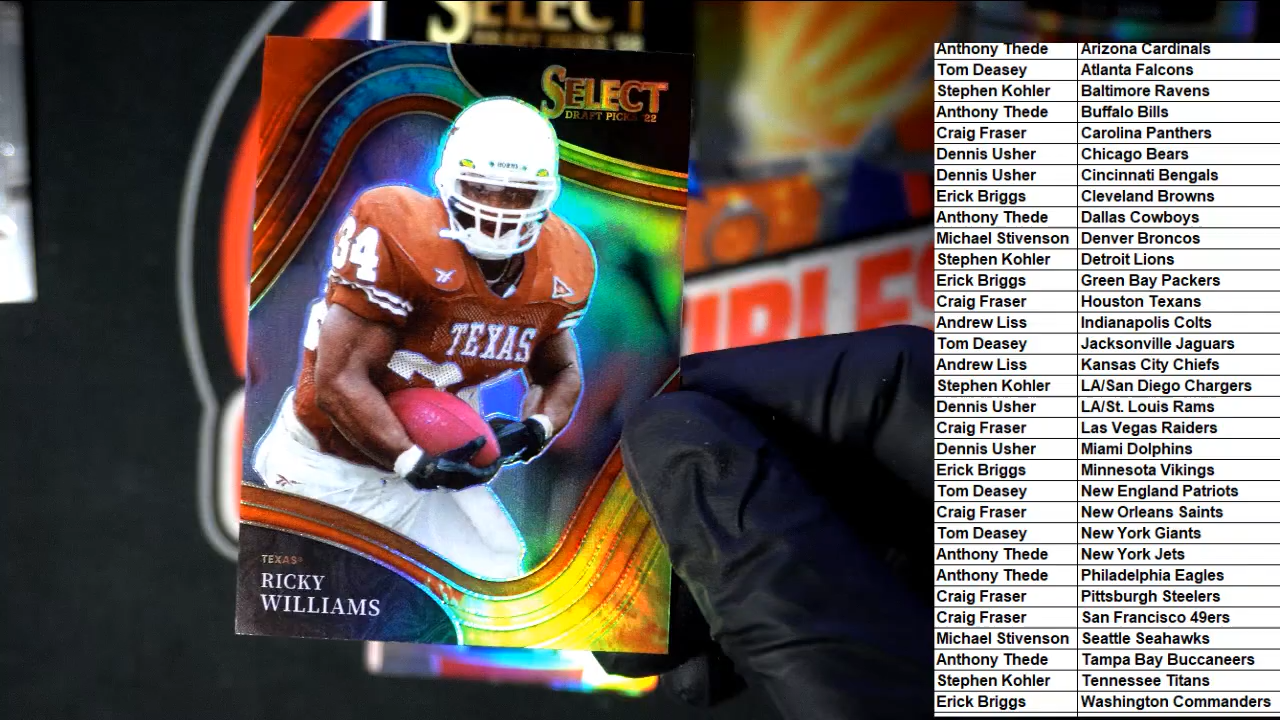 SELECT
DRAFT PICKS '22
SELECT
DRAFT PICKS '22
HORNS
34
TEXAS
TEXAS
RICKY
WILLIAMS
Anthony Thede Arizona Cardinals
Tom Deasey Atlanta Falcons
Stephen Kohler Baltimore Ravens
Anthony Thede Buffalo Bills
Craig Fraser Carolina Panthers
Dennis Usher Chicago Bears
Dennis Usher Cincinnati Bengals
Erick Briggs Cleveland Browns
Anthony Thede Dallas Cowboys
Michael Stivenson Denver Broncos
Stephen Kohler Detroit Lions
Erick Briggs Green Bay Packers
Craig Fraser Houston Texans
Andrew Liss Indianapolis Colts
Tom Deasey Jacksonville Jaguars
Andrew Liss Kansas City Chiefs
Stephen Kohler LA/San Diego Chargers
Dennis Usher LA/St. Louis Rams
Craig Fraser Las Vegas Raiders
Dennis Usher Miami Dolphins
Erick Briggs Minnesota Vikings
Tom Deasey New England Patriots
Craig Fraser New Orleans Saints
Tom Deasey New York Giants
Anthony Thede New York Jets
Anthony Thede Philadelphia Eagles
Craig Fraser Pittsburgh Steelers
Craig Fraser San Francisco 49ers
Michael Stivenson Seattle Seahawks
Anthony Thede Tampa Bay Buccaneers
Stephen Kohler Tennessee Titans
Erick Briggs Washington Commanders